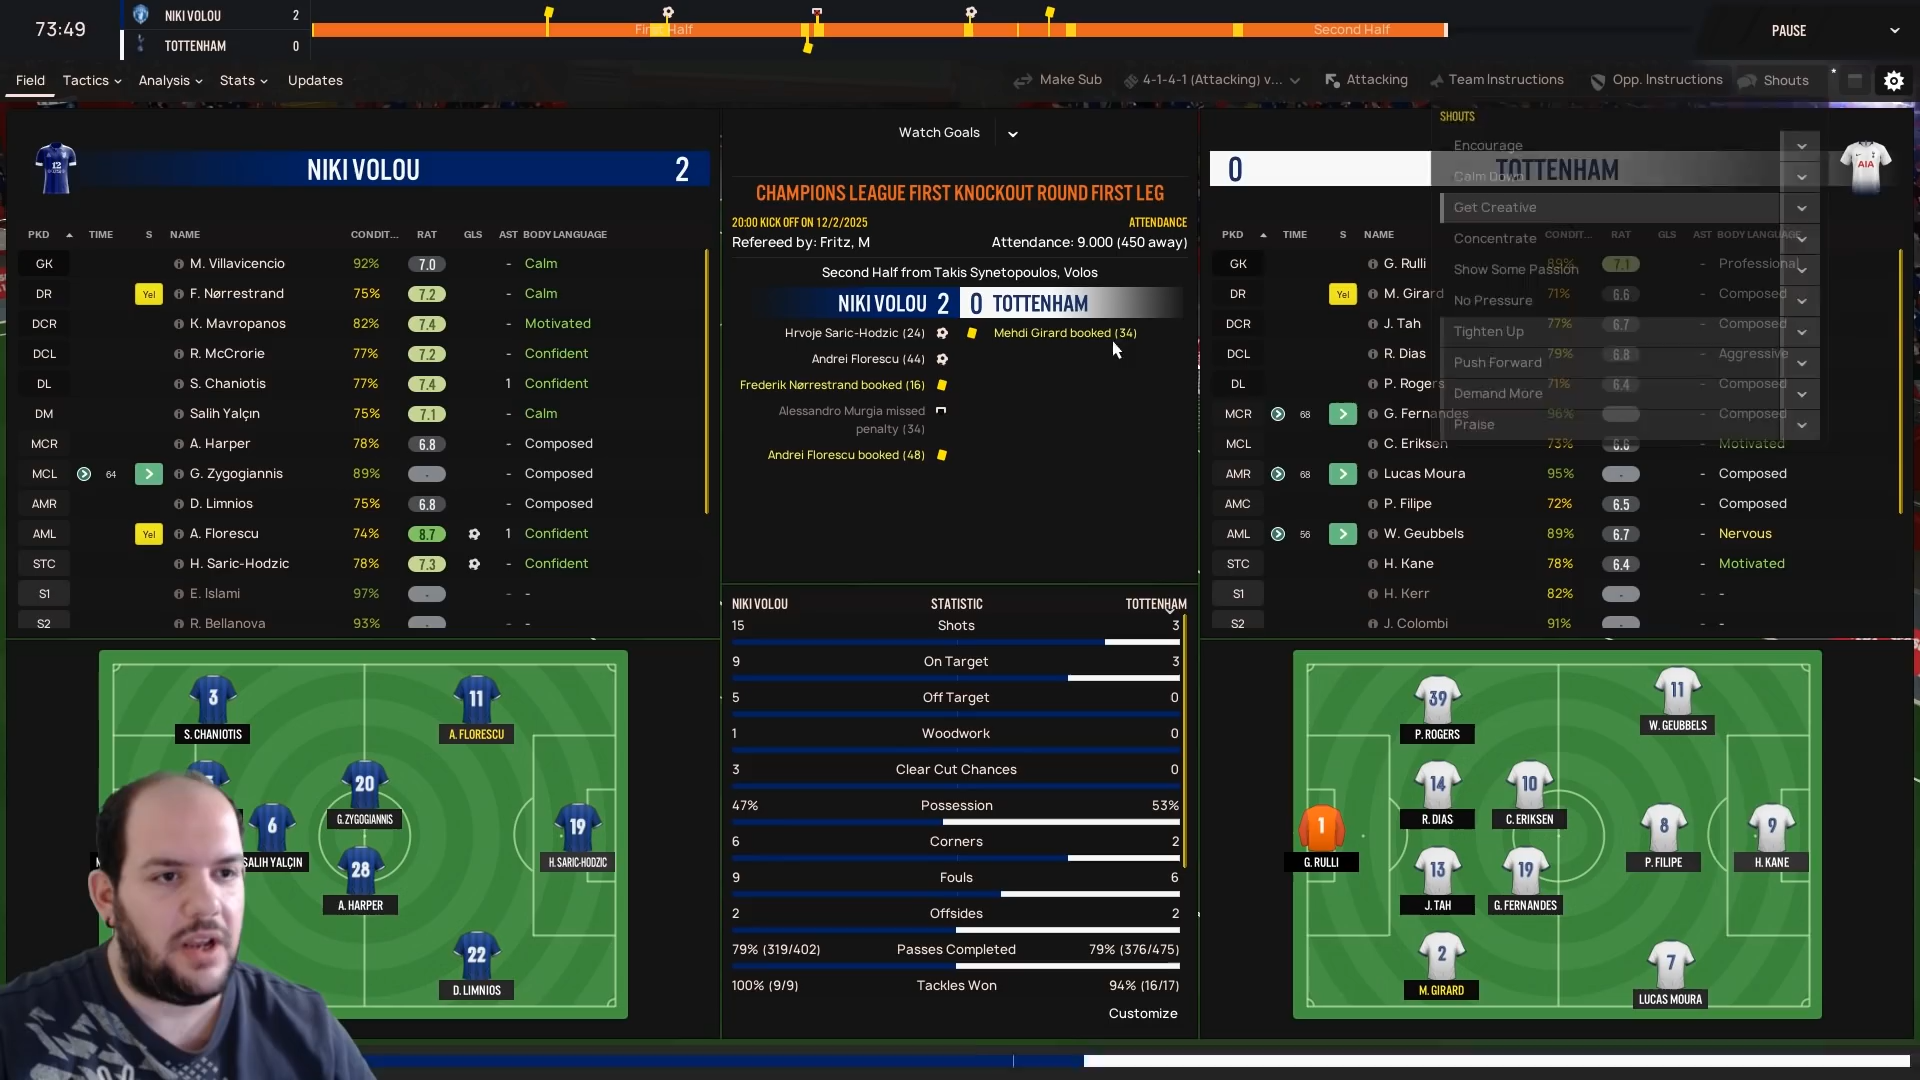 73:49
NIKI VOLOU 2
TOTTENHAM 0
First Half
Second Half
PAUSE
Field Tactics Analysis Stats Updates
Make Sub 4-1-4-1 (Attacking) v... Attacking Team Instructions Opp. Instructions Shouts
NIKI VOLOU 2
PKD TIME S NAME CONDIT... RAT GLS AST BODY LANGUAGE
GK M. Villavicencio 92% 7.0 - Calm
DR Yel F. Nørrestrand 75% 7.2 - Calm
DCR K. Mavropanos 82% 7.4 - Motivated
DCL R. McCrorie 77% 7.2 - Confident
DL S. Chaniotis 77% 7.4 1 Confident
DM Salih Yalçın 75% 7.1 - Calm
MCR A. Harper 78% 6.8 - Composed
MCL 64 G. Zygogiannis 89% - - Composed
AMR D. Limnios 75% 6.8 - Composed
AML Yel A. Florescu 74% 8.7 1 Confident
STC H. Saric-Hodzic 78% 7.3 - Confident
S1 E. Islami 97% - - -
S2 R. Bellanova 93% - - -
Watch Goals
CHAMPIONS LEAGUE FIRST KNOCKOUT ROUND FIRST LEG
20:00 KICK OFF ON 12/2/2025 ATTENDANCE
Refereed by: Fritz, M Attendance: 9.000 (450 away)
Second Half from Takis Synetopoulos, Volos
NIKI VOLOU 2 0 TOTTENHAM
Hrvoje Saric-Hodzic (24) Mehdi Girard booked (34)
Andrei Florescu (44)
Frederik Nørrestrand booked (16)
Alessandro Murgia missed
penalty (34)
Andrei Florescu booked (48)
NIKI VOLOU STATISTIC TOTTENHAM
15 Shots 3
9 On Target 3
5 Off Target 0
1 Woodwork 0
3 Clear Cut Chances 0
47% Possession 53%
6 Corners 2
9 Fouls 6
2 Offsides 2
79% (319/402) Passes Completed 79% (376/475)
100% (9/9) Tackles Won 94% (16/17)
Customize
0 TOTTENHAM
AIA
PKD TIME S NAME CONDIT... RAT GLS AST BODY LANGUAGE
GK G. Rulli 89% 7.1 - Professional
DR Yel M. Girard 71% 6.6 - Composed
DCR J. Tah 77% 6.7 - Composed
DCL R. Dias 79% 6.8 - Aggressive
DL P. Rogers 71% 6.4 - Composed
MCR 68 G. Fernandes 96% - Composed
MCL C. Eriksen 73% 6.6 - Motivated
AMR 68 Lucas Moura 95% - - Composed
AMC P. Filipe 72% 6.5 - Composed
AML 56 W. Geubbels 89% 6.7 - Nervous
STC H. Kane 78% 6.4 - Motivated
S1 H. Kerr 82% - - -
S2 J. Colombi 91% - - -
SHOUTS
Encourage
Calm Down
Get Creative
Concentrate
Show Some Passion
No Pressure
Tighten Up
Push Forward
Demand More
Praise
3
S. CHANIOTIS
11
A. FLORESCU
20
G. ZYGOGIANNIS
6
SALIH YALÇIN
28
A. HARPER
19
H. SARIC-HODZIC
22
D. LIMNIOS
39
P. ROGERS
11
W. GEUBBELS
14
R. DIAS
10
C. ERIKSEN
1
G. RULLI
8
P. FILIPE
9
H. KANE
13
J. TAH
19
G. FERNANDES
2
M. GIRARD
7
LUCAS MOURA